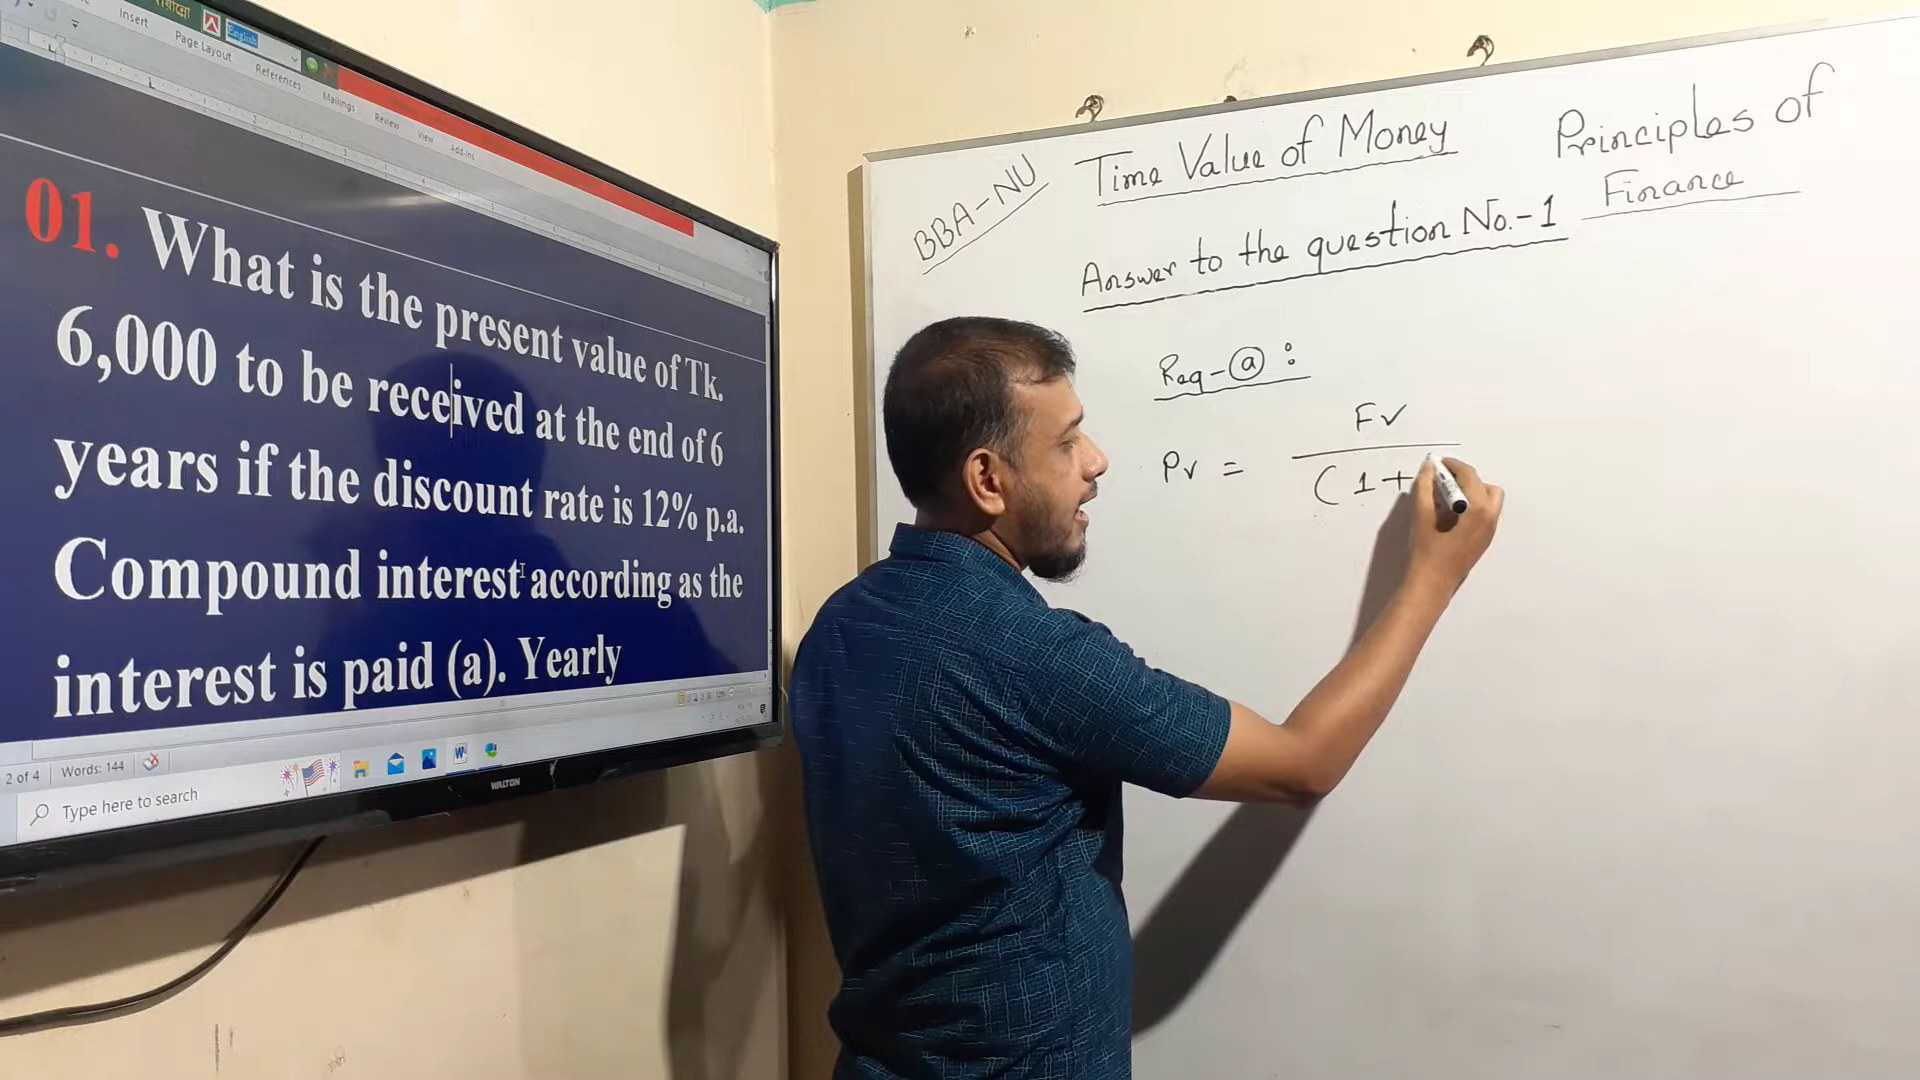 English
Insert
Page Layout
References
Mailings
Review
View
Add-Ins
01. What is the present value of Tk.
6,000 to be received at the end of 6
years if the discount rate is 12% p.a.
Compound interest according as the
interest is paid (a). Yearly
2 of 4
Words: 144
Type here to search
WALTON
BBA-NU
Time Value of Money
Principles of
Finance
Answer to the question No.-1
Req-(a) :
Pv =
Fv
(1+